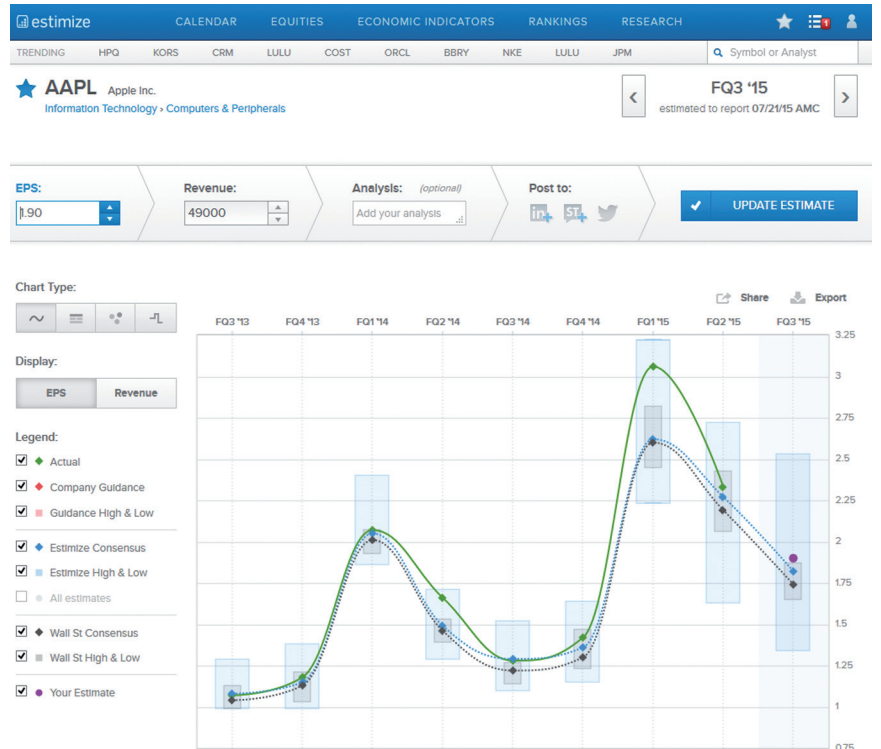 estimize CALENDAR EQUITIES ECONOMIC INDICATORS RANKINGS RESEARCH 1
TRENDING HPQ KORS CRM LULU COST ORCL BBRY NKE LULU JPM Symbol or Analyst
AAPL Apple Inc.
Information Technology › Computers & Peripherals
FQ3 ‘15
estimated to report 07/21/15 AMC
EPS: Revenue: Analysis: (optional) Post to:
1.90 49000 Add your analysis in ST UPDATE ESTIMATE
Chart Type:
Share Export
FQ3 '13 FQ4 '13 FQ1 '14 FQ2 '14 FQ3 '14 FQ4 '14 FQ1 '15 FQ2 '15 FQ3 '15
Display:
EPS Revenue
Legend:
Actual
Company Guidance
Guidance High & Low
Estimize Consensus
Estimize High & Low
All estimates
Wall St Consensus
Wall St High & Low
Your Estimate
3.25
3
2.75
2.5
2.25
2
1.75
1.5
1.25
1
0.75